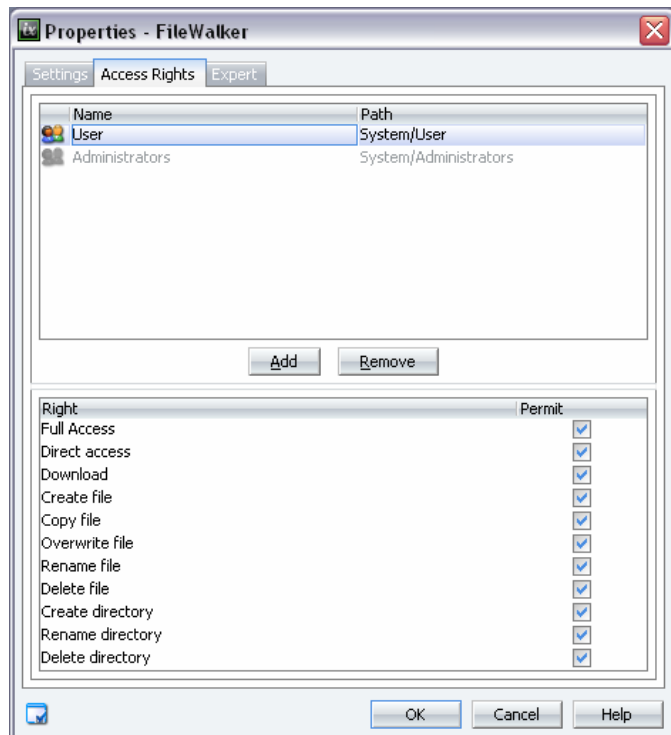 Properties - FileWalker
Settings Access Rights Expert
Name Path
User System/User
Administrators System/Administrators
Add Remove
Right Permit
Full Access
Direct access
Download
Create file
Copy file
Overwrite file
Rename file
Delete file
Create directory
Rename directory
Delete directory
OK Cancel Help